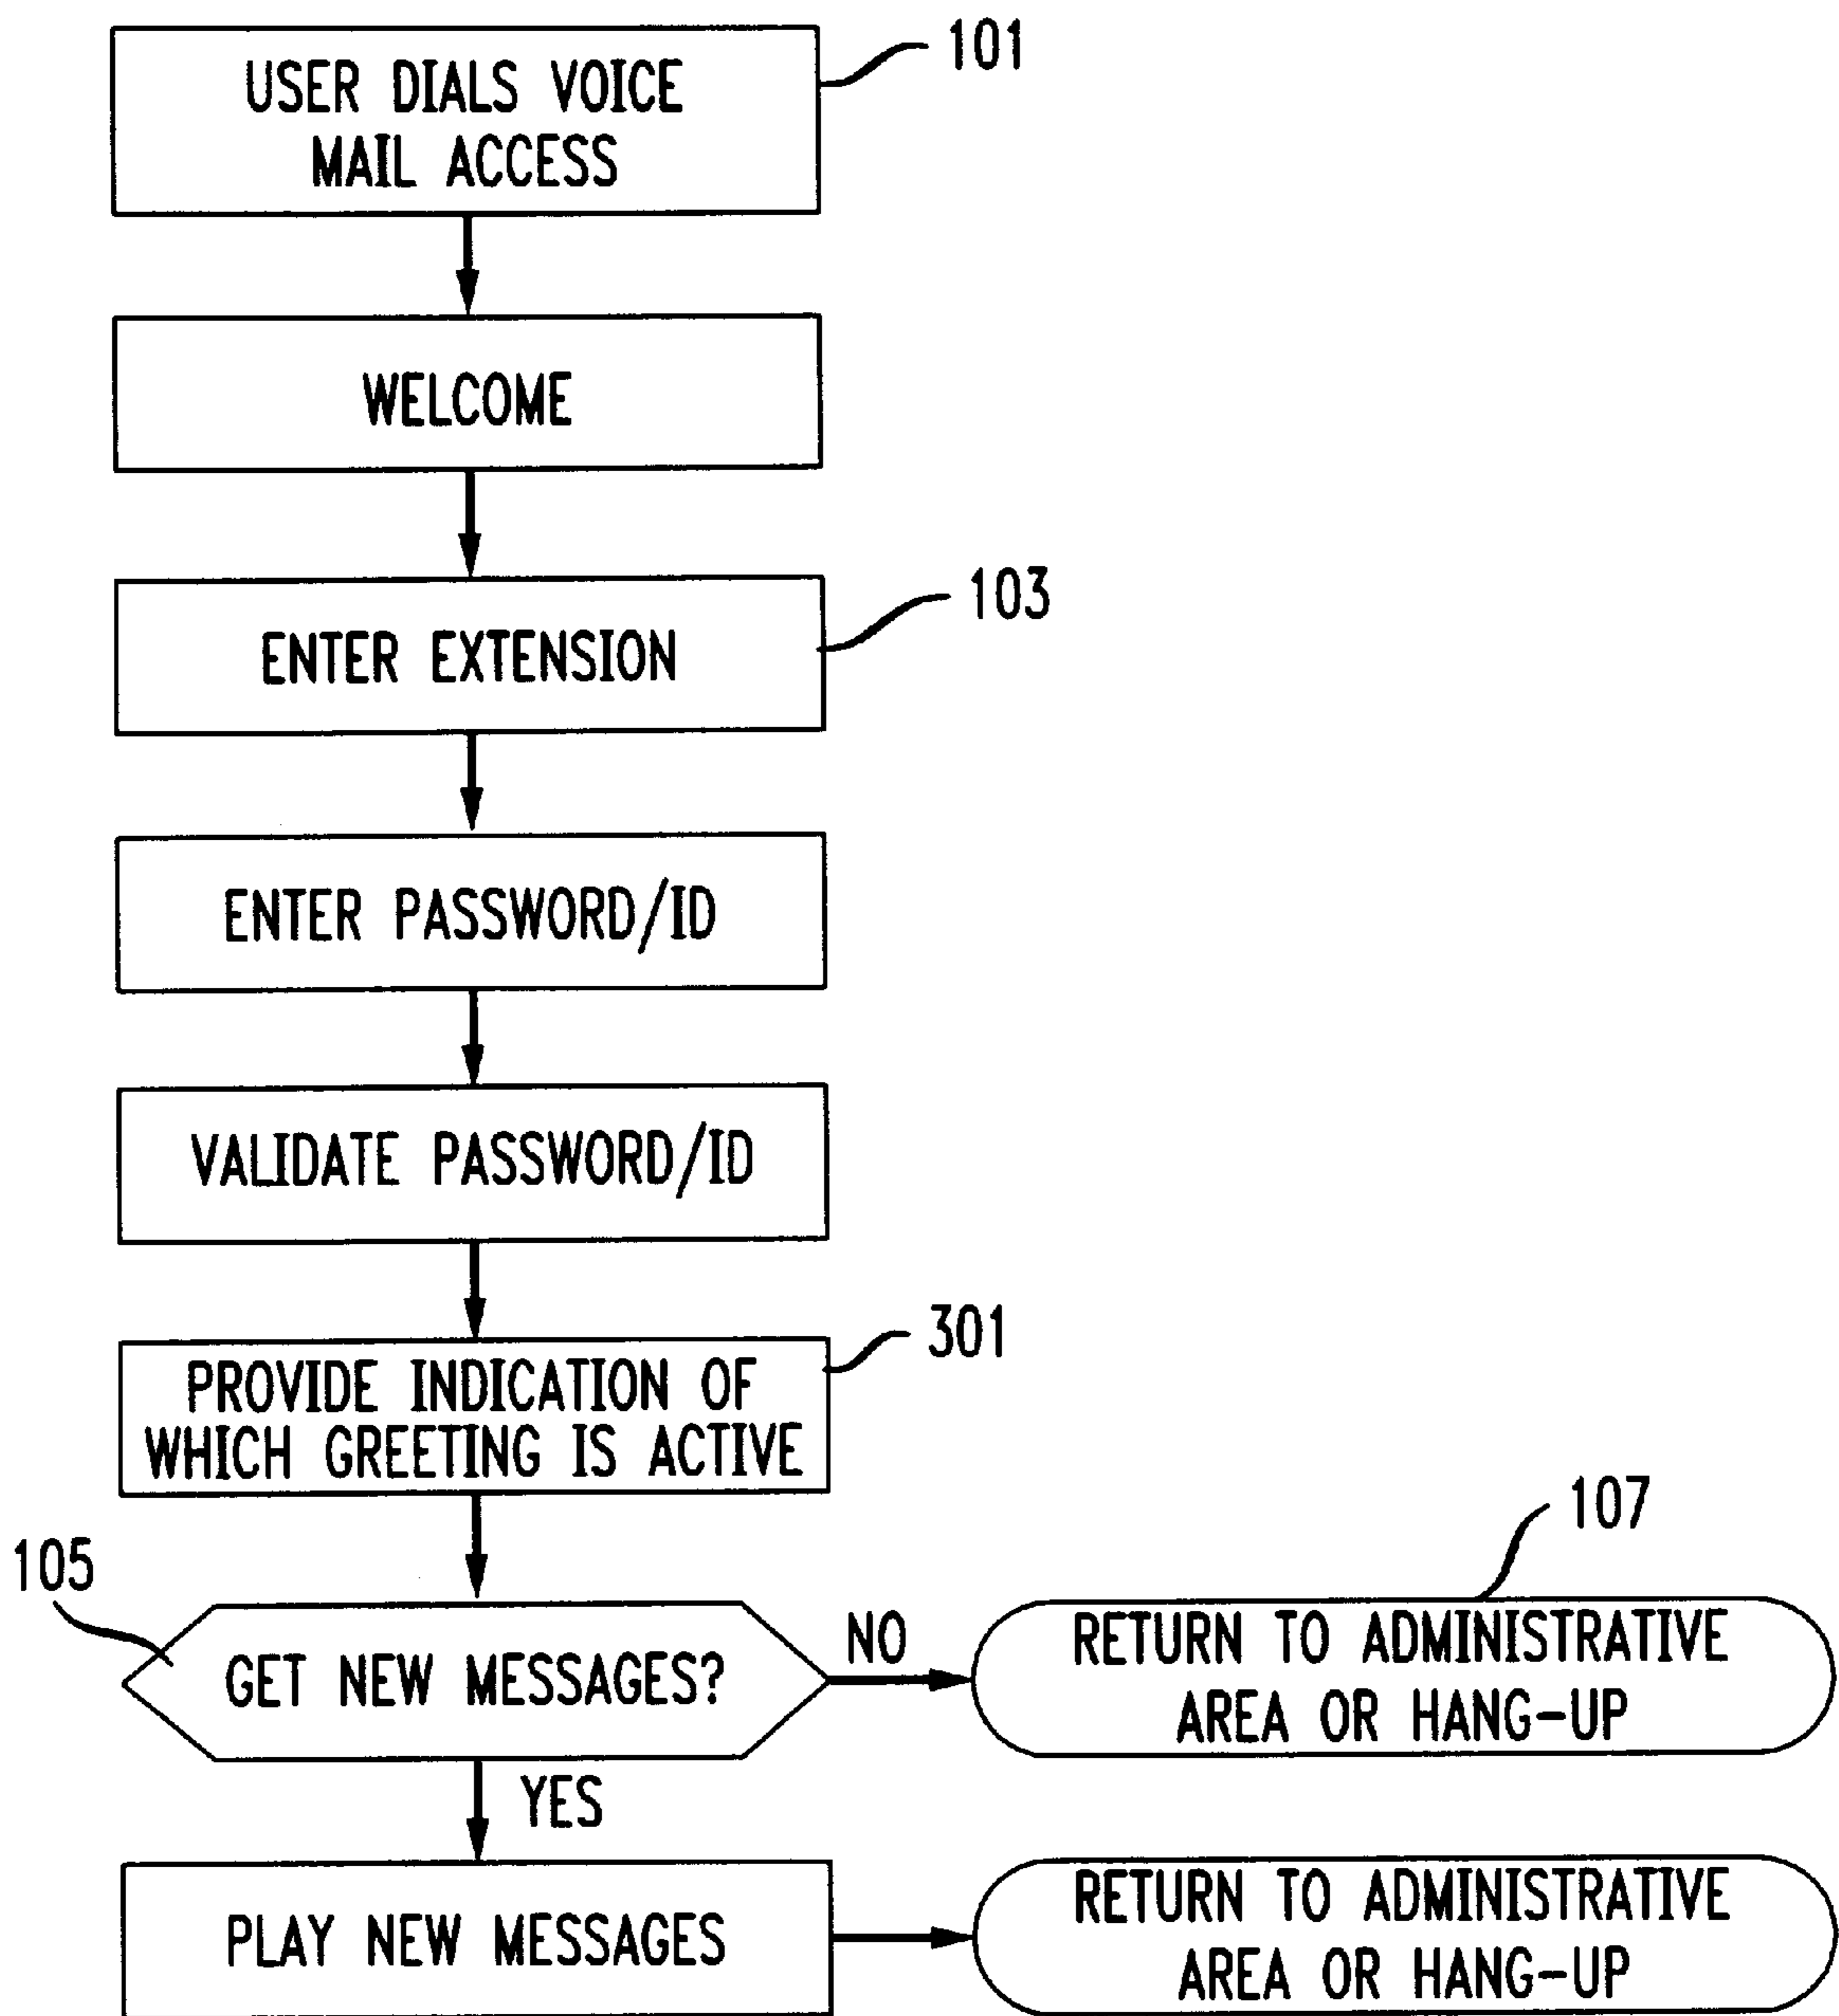 USER DIALS VOICE
MAIL ACCESS
101
WELCOME
ENTER EXTENSION
103
ENTER PASSWORD/ID
VALIDATE PASSWORD/ID
PROVIDE INDICATION OF
WHICH GREETING IS ACTIVE
301
105
GET NEW MESSAGES?
NO
107
RETURN TO ADMINISTRATIVE
AREA OR HANG-UP
YES
PLAY NEW MESSAGES
RETURN TO ADMINISTRATIVE
AREA OR HANG-UP